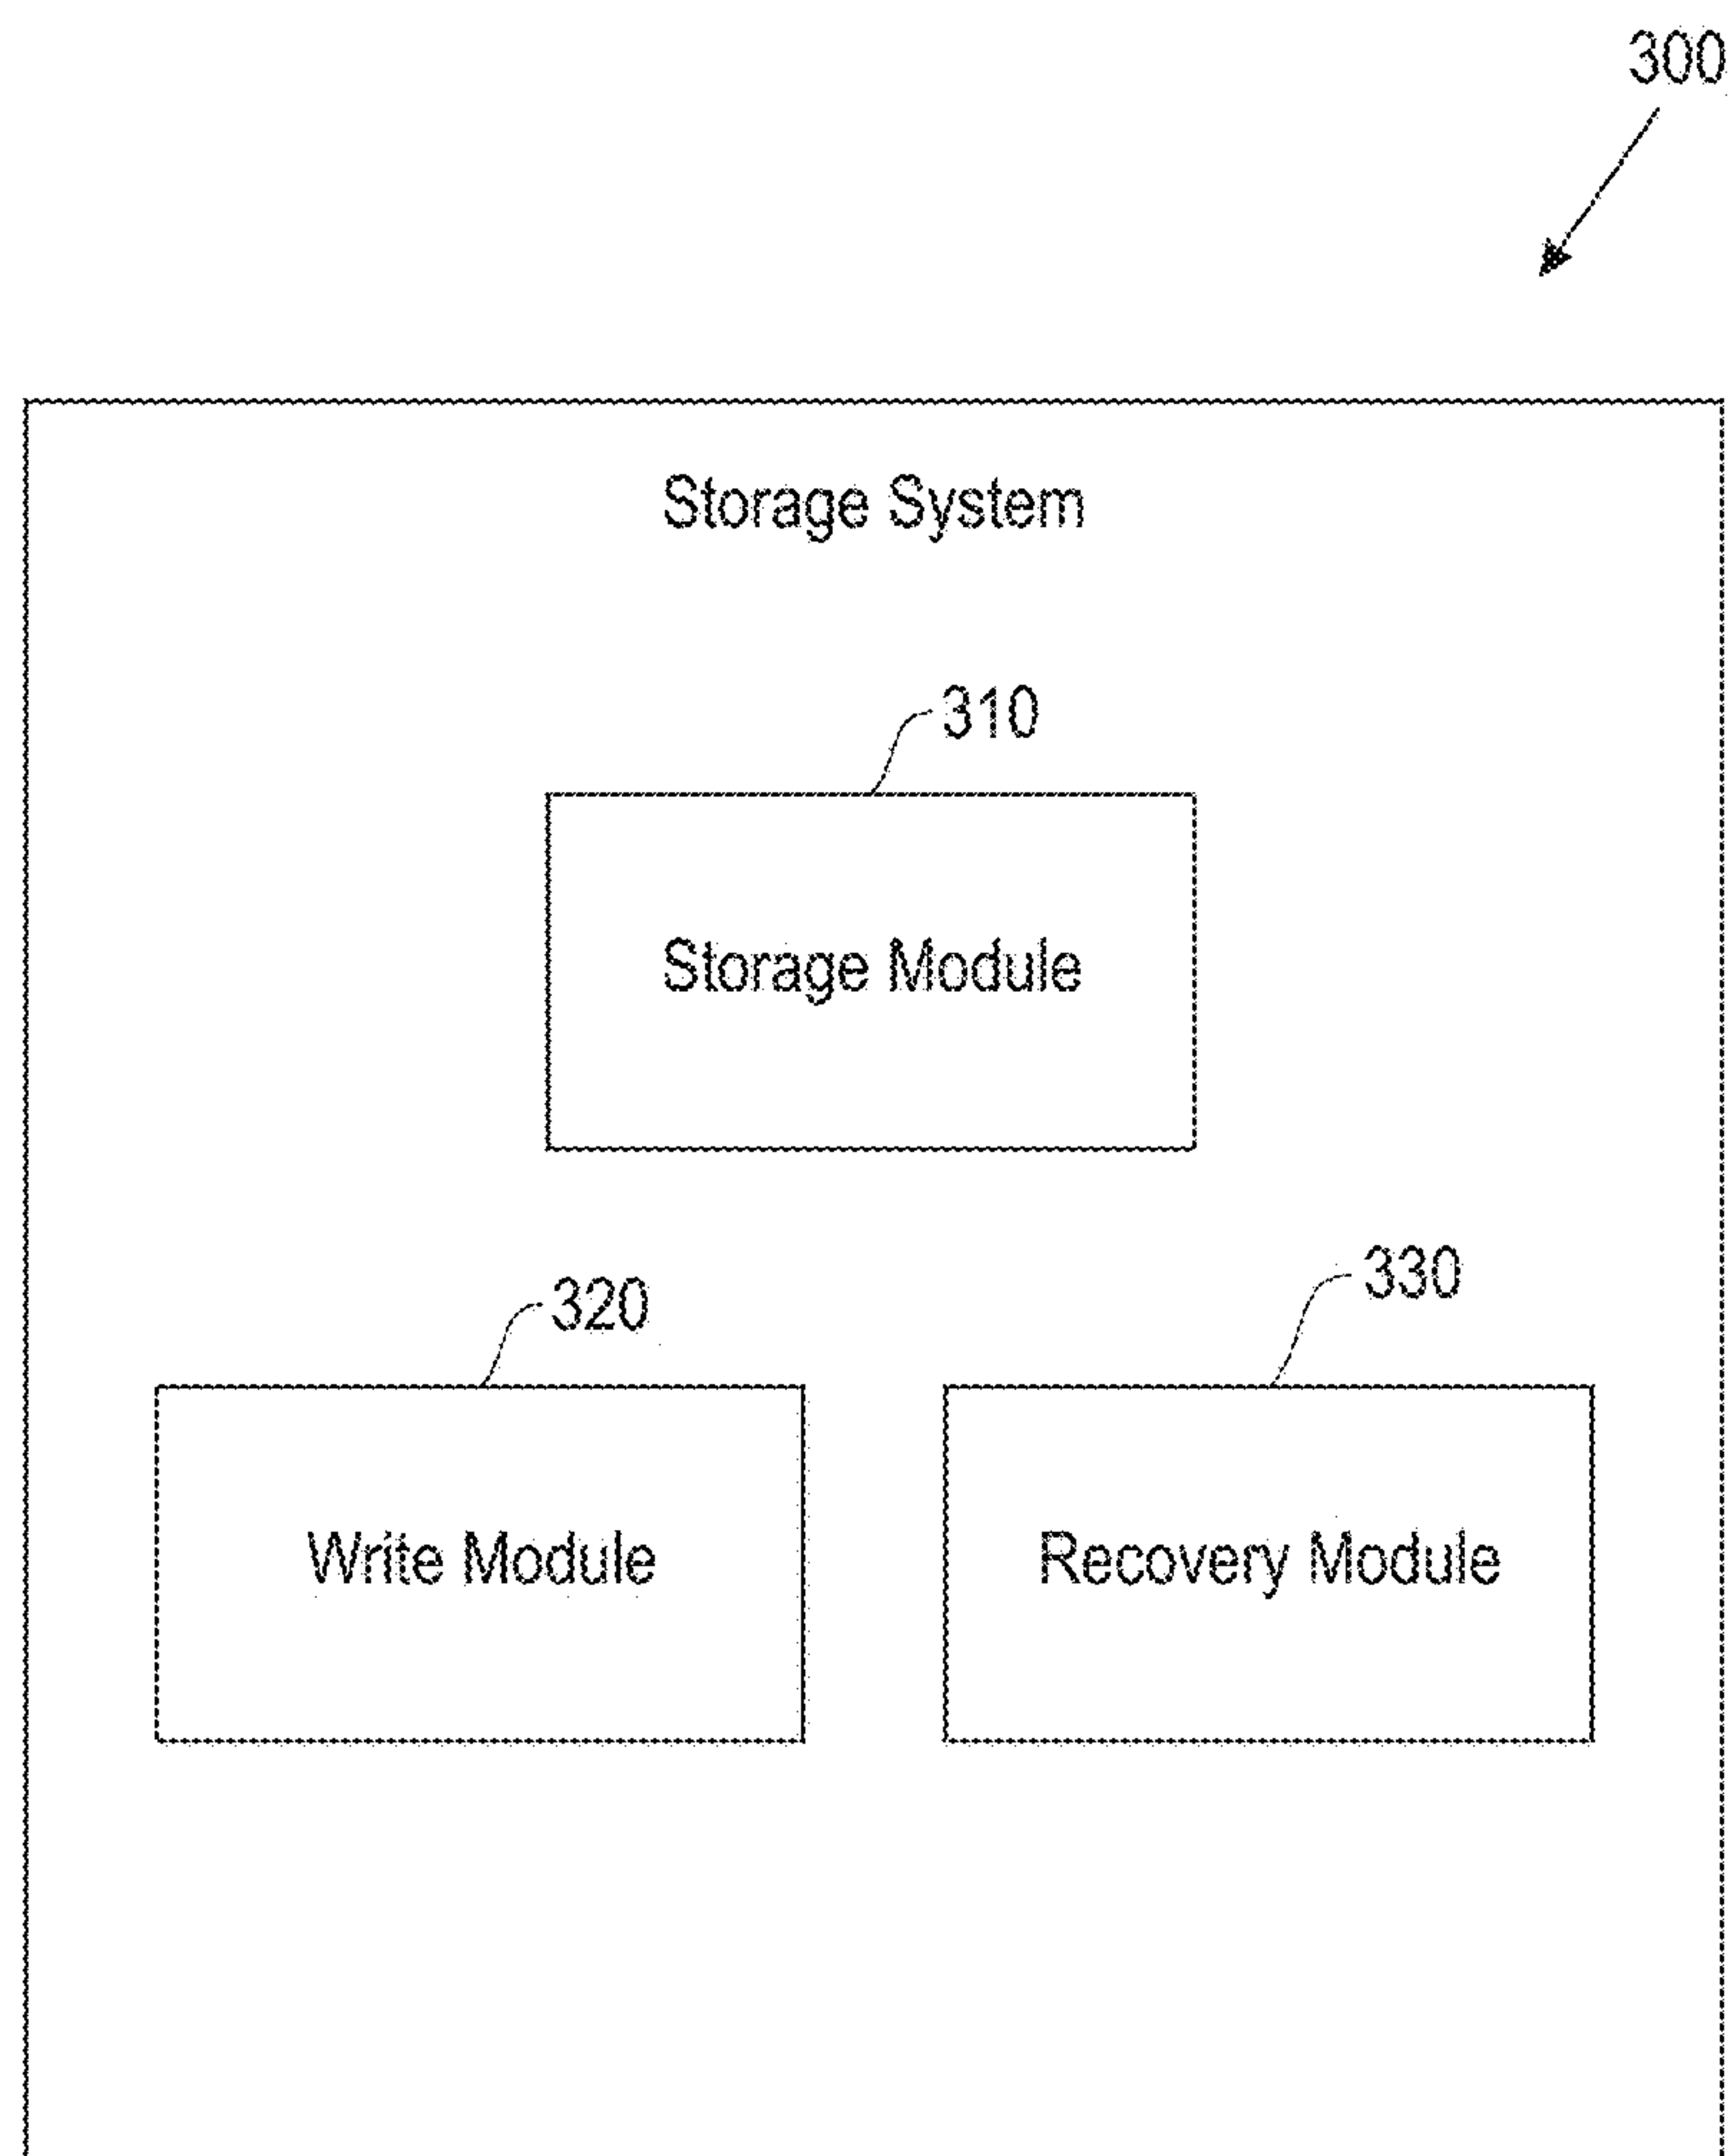 300
Storage System
310
Storage Module
330
320
Write Module
Recovery Module